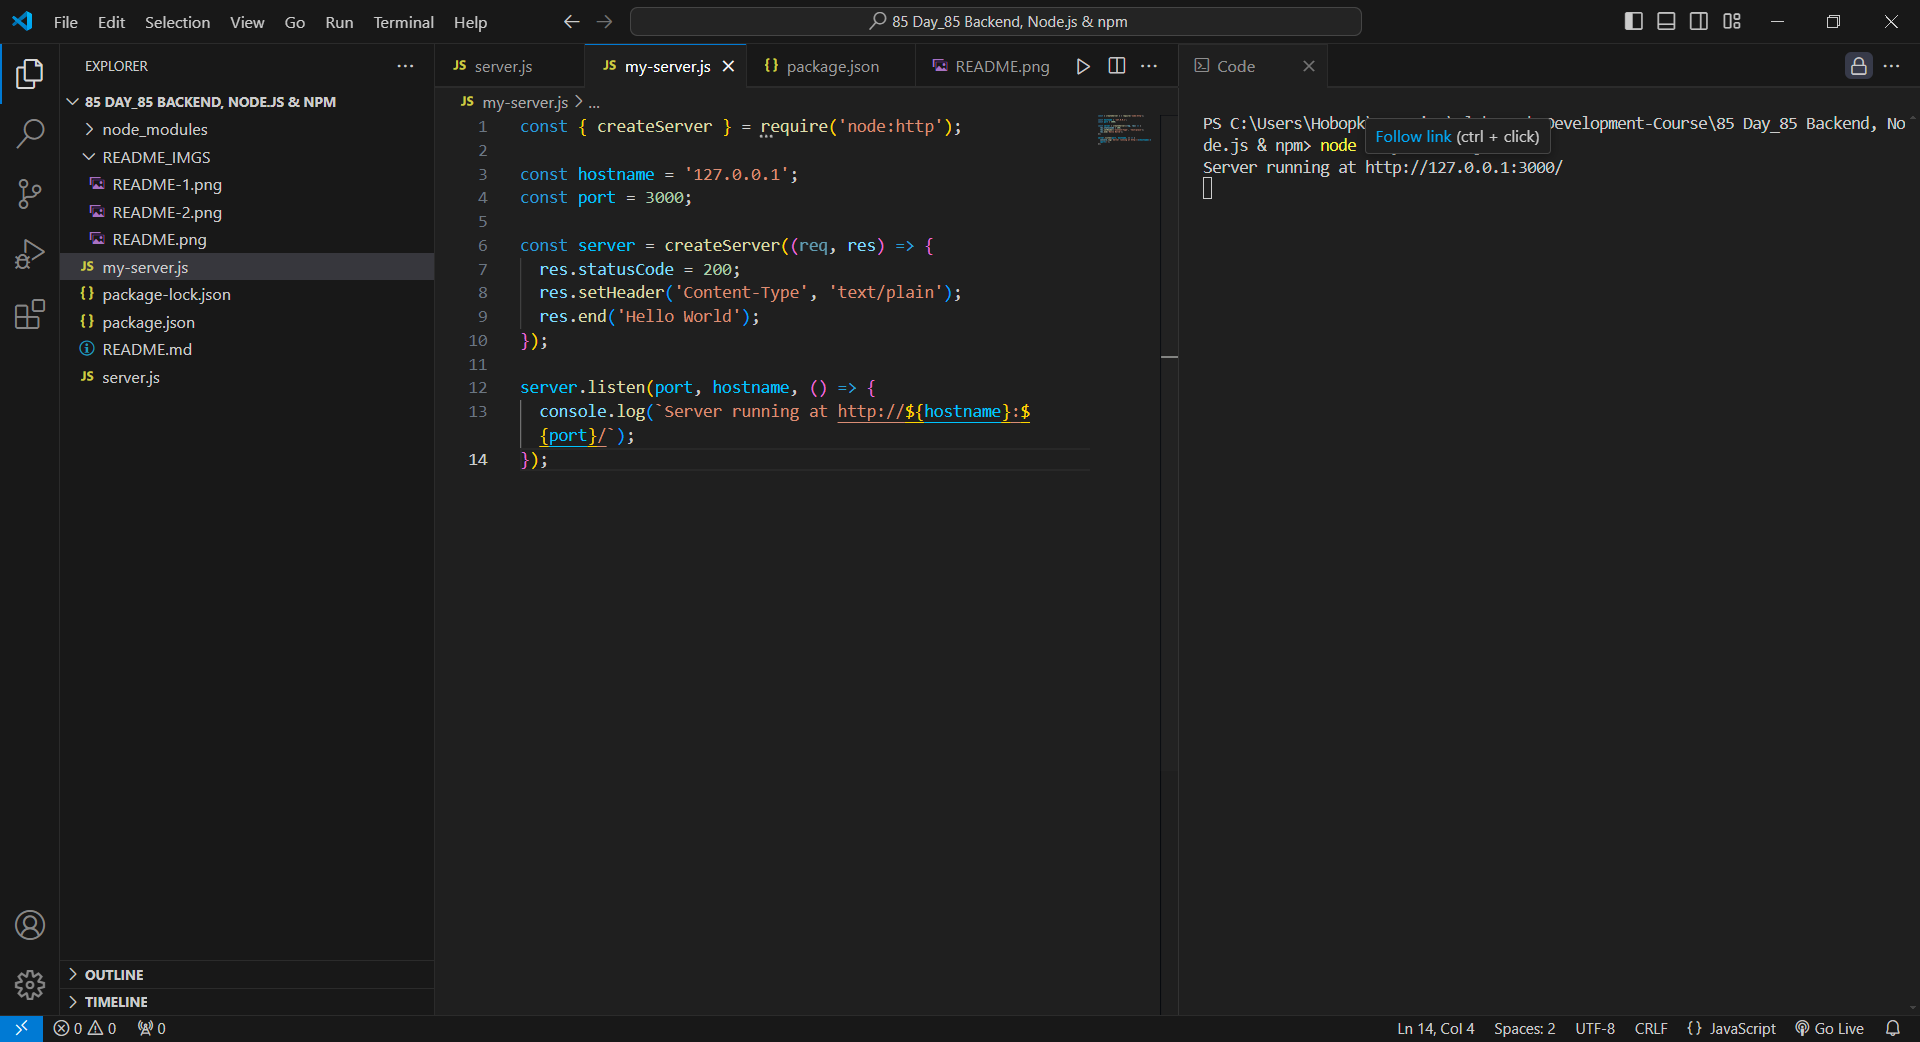 File Edit Selection View Go Run Terminal Help
85 Day_85 Backend, Node.js & npm
EXPLORER
85 DAY_85 BACKEND, NODE.JS & NPM
node_modules
README_IMGS
README-1.png
README-2.png
README.png
JS my-server.js
{} package-lock.json
{} package.json
README.md
JS server.js
OUTLINE
TIMELINE
JS server.js
JS my-server.js
{} package.json
README.png
JS my-server.js > ...
1 const { createServer } = require('node:http');
2
3 const hostname = '127.0.0.1';
4 const port = 3000;
5
6 const server = createServer((req, res) => {
7 res.statusCode = 200;
8 res.setHeader('Content-Type', 'text/plain');
9 res.end('Hello World');
10 });
11
12 server.listen(port, hostname, () => {
13 console.log(`Server running at http://${hostname}:$
{port}/`);
14 });
Code
PS C:\Users\Hobopk Development-Course\85 Day_85 Backend, No
Follow link (ctrl + click)
de.js & npm> node
Server running at http://127.0.0.1:3000/
0 0 0
Ln 14, Col 4 Spaces: 2 UTF-8 CRLF {} JavaScript Go Live